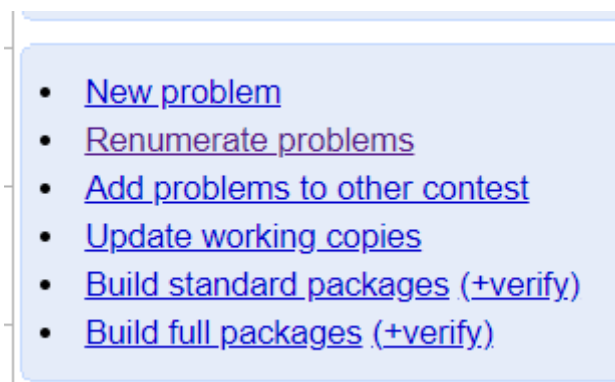 New problem
Renumerate problems
Add problems to other contest
Update working copies
Build standard packages (+verify)
Build full packages (+verify)